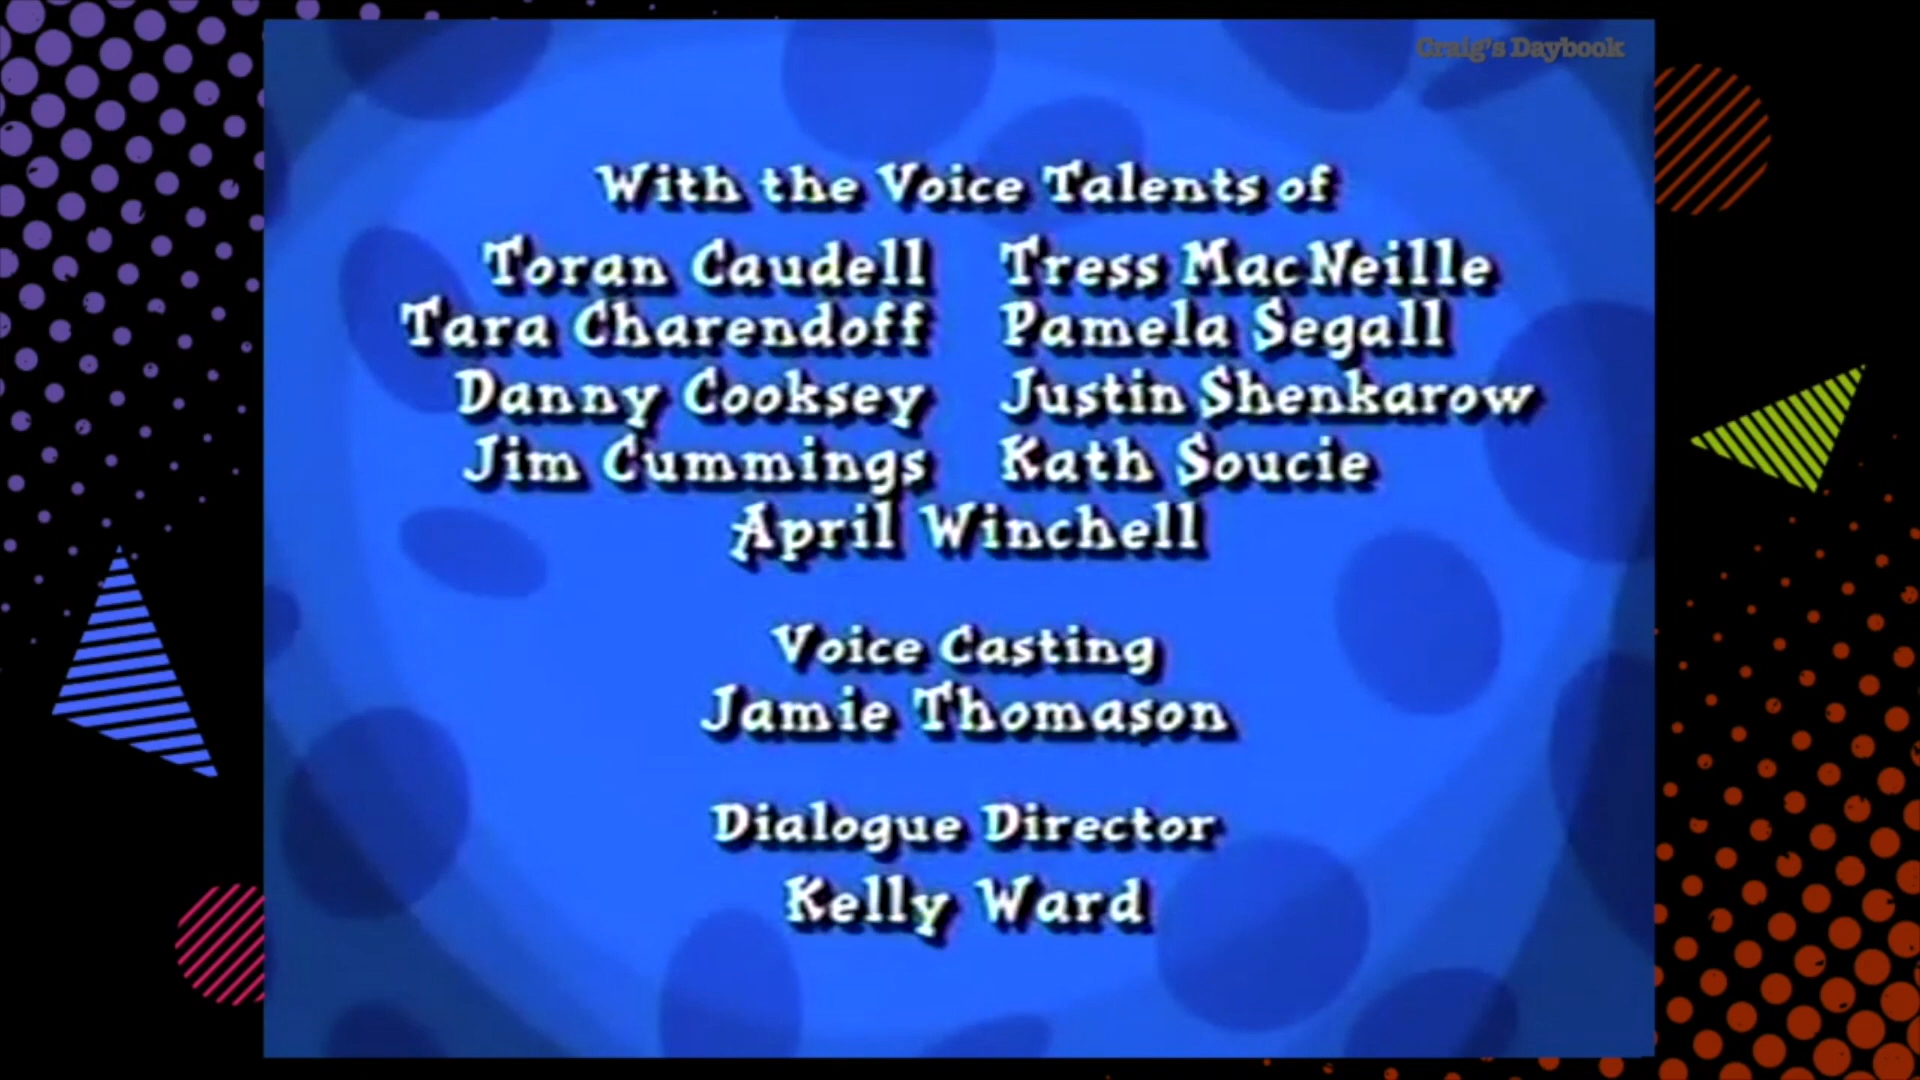 Craig's Daybook
With the Voice Talents of
Toran Caudell Tress MacNeille
Tara Charendoff Pamela Segall
Danny Cooksey Justin Shenkarow
Jim Cummings Kath Soucie
April Winchell
Voice Casting
Jamie Thomason
Dialogue Director
Kelly Ward